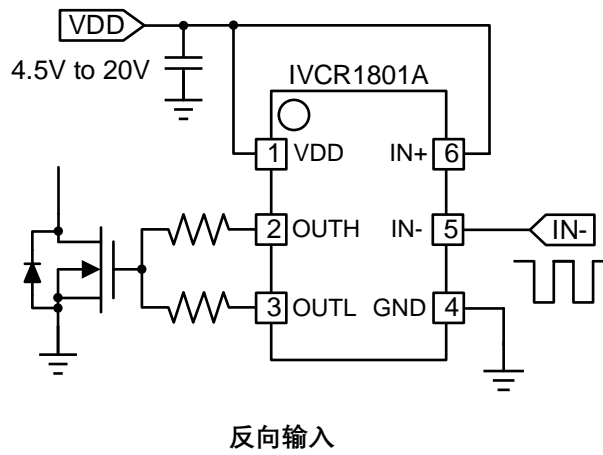 VDD
4.5V to 20V
IVCR1801A
1 VDD
IN+ 6
2 OUTH
IN- 5
IN-
3 OUTL
GND 4
反向输入